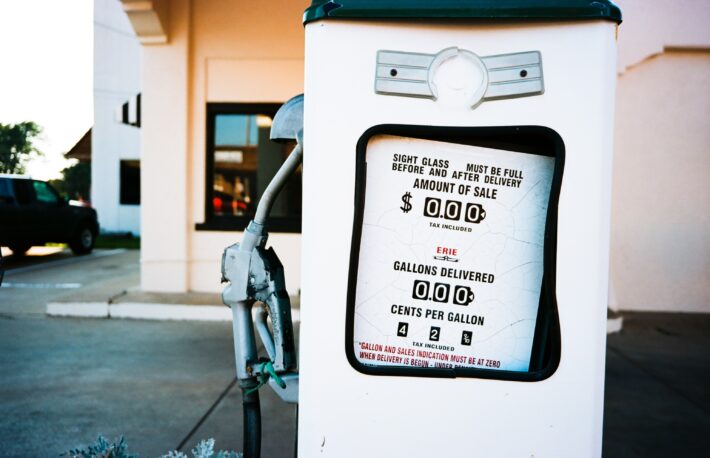 SIGHT GLASS MUST BE FULL
BEFORE AND AFTER DELIVERY
AMOUNT OF SALE
$ 0.00
TAX INCLUDED
ERIE
GALLONS DELIVERED
0.00
CENTS PER GALLON
4 2
TAX INCLUDED
"GALLON AND SALES INDICATION MUST BE AT ZERO
WHEN DELIVERY IS BEGUN - UNDER